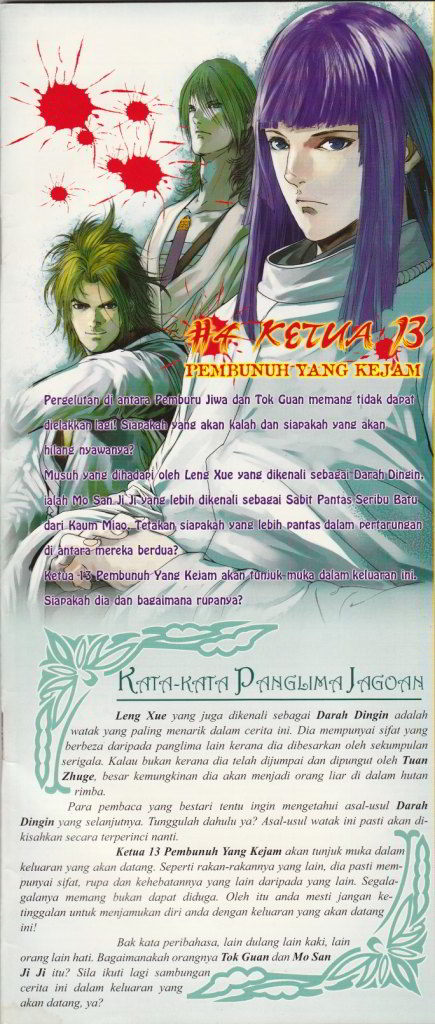 #4 KETUA 13
PEMBUNUH YANG KEJAM
Pergelutan di antara Pemburu Jiwa dan Tok Guan memang tidak dapat
dielakkan lagi! Siapakah yang akan kalah dan siapakah yang akan
hilang nyawanya?
Musuh yang dihadapi oleh Leng Xue yang dikenali sebagai Darah Dingin,
ialah Mo San Ji Ji yang lebih dikenali sebagai Sabit Pantas Seribu Batu
dari Kaum Miao. Tetakan siapakah yang lebih pantas dalam pertarungan
di antara mereka berdua?
Ketua 13 Pembunuh Yang Kejam akan tunjuk muka dalam keluaran ini.
Siapakah dia dan bagaimana rupanya?
KATA-KATA PANGLIMA JAGOAN
Leng Xue yang juga dikenali sebagai Darah Dingin adalah
watak yang paling menarik dalam cerita ini. Dia mempunyai sifat yang
berbeza daripada panglima lain kerana dia dibesarkan oleh sekumpulan
serigala. Kalau bukan kerana dia telah dijumpai dan dipungut oleh Tuan
Zhuge, besar kemungkinan dia akan menjadi orang liar di dalam hutan
rimba.
Para pembaca yang bestari tentu ingin mengetahui asal-usul Darah
Dingin yang selanjutnya. Tunggulah dahulu ya? Asal-usul watak ini pasti akan di-
kisahkan secara terperinci nanti.
Ketua 13 Pembunuh Yang Kejam akan tunjuk muka dalam
keluaran yang akan datang. Seperti rakan-rakannya yang lain, dia pasti mem-
punyai sifat, rupa dan kehebatannya yang lain daripada yang lain. Segala-
galanya memang bukan dapat diduga. Oleh itu anda mesti jangan ke-
tinggalan untuk menjamukan diri anda dengan keluaran yang akan datang
ini!
Bak kata peribahasa, lain dulang lain kaki, lain
orang lain hati. Bagaimanakah orangnya Tok Guan dan Mo San
Ji Ji itu? Sila ikuti lagi sambungan
cerita ini dalam keluaran yang
akan datang, ya?